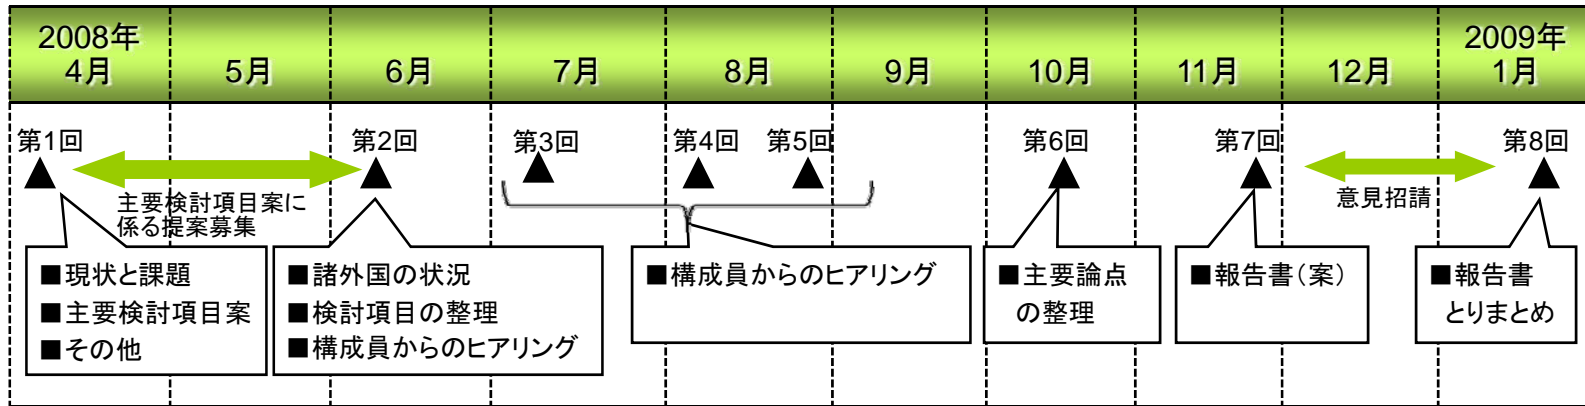 2008年
4月
5月
6月
7月
8月
9月
10月
11月
12月
2009年
1月
第1回
第2回
第3回
第4回
第5回
第6回
第7回
第8回
主要検討項目案に
係る提案募集
意見招請
■現状と課題
■主要検討項目案
■その他
■諸外国の状況
■検討項目の整理
■構成員からのヒアリング
■構成員からのヒアリング
■主要論点
の整理
■報告書(案)
■報告書
とりまとめ